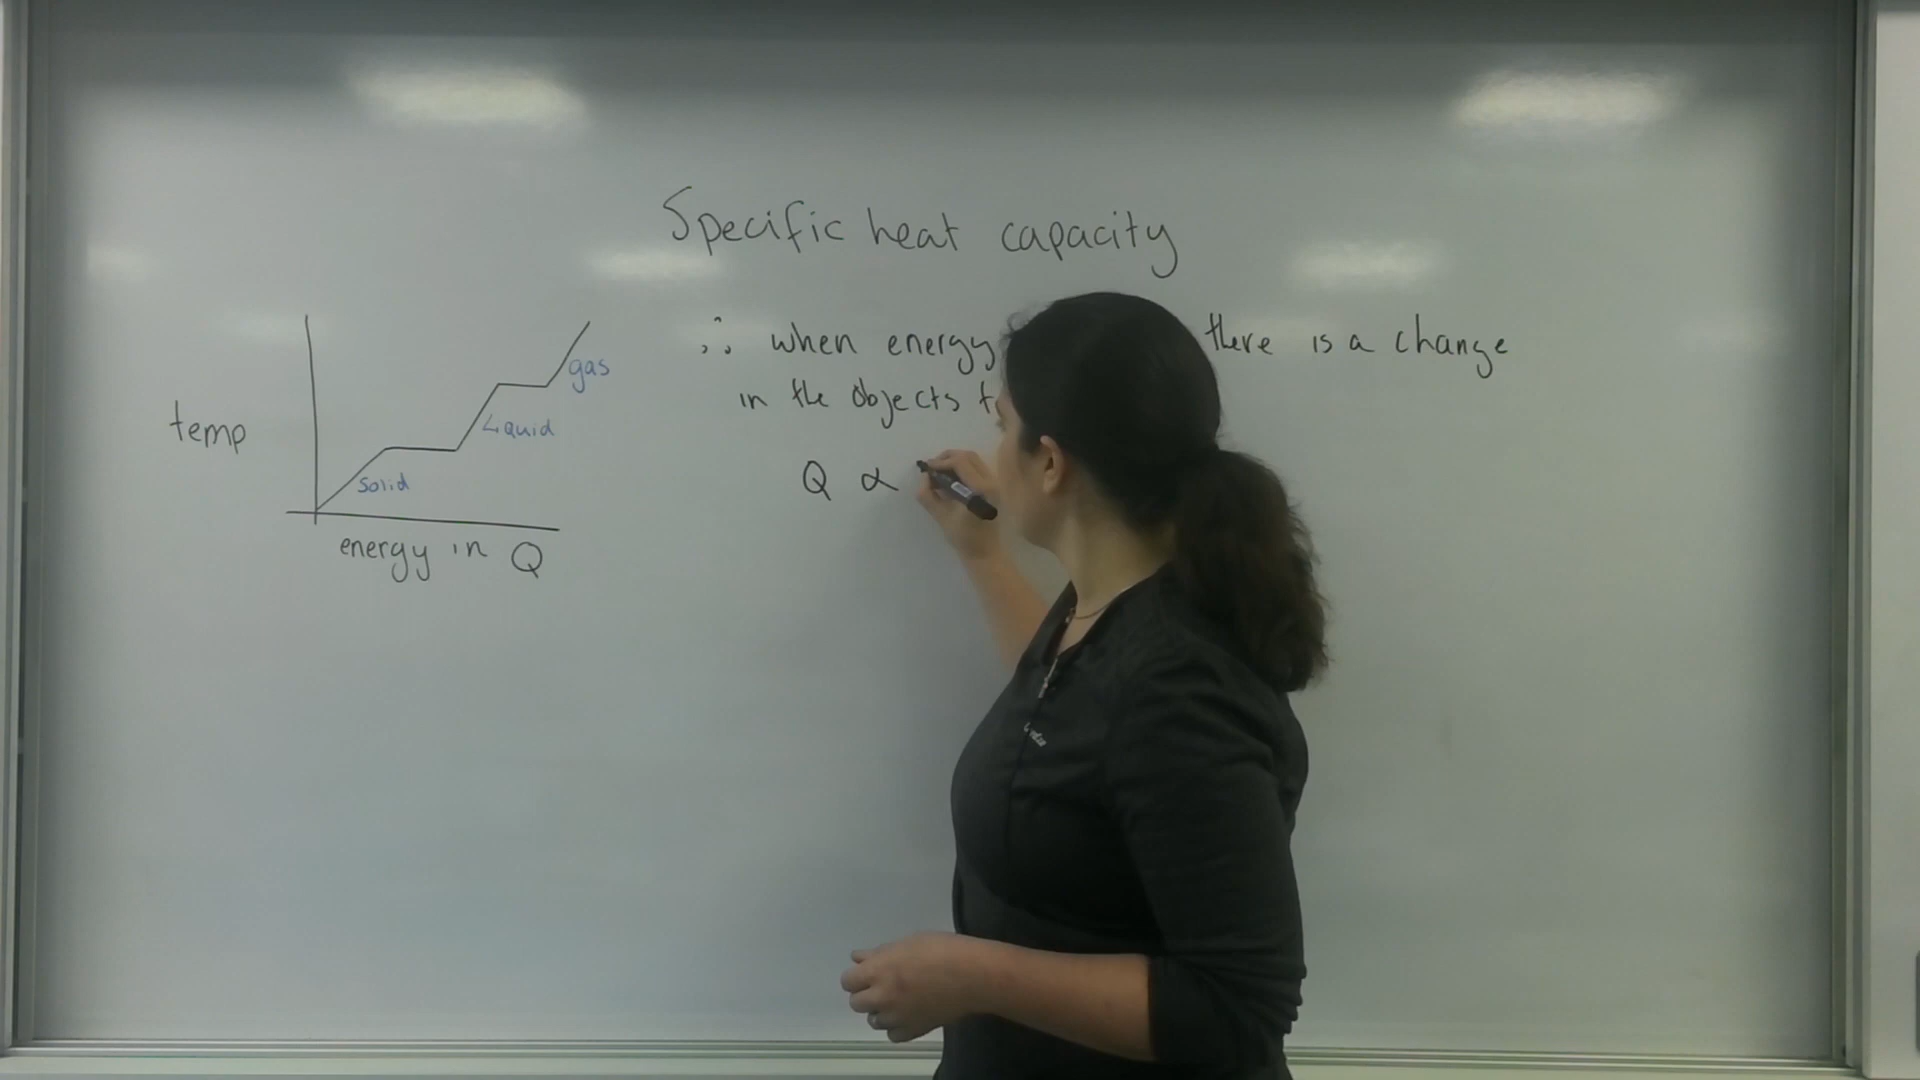 Specific heat capacity
∴ when energy there is a change
in the objects
Q ∝
temp
gas
Liquid
Solid
energy in Q